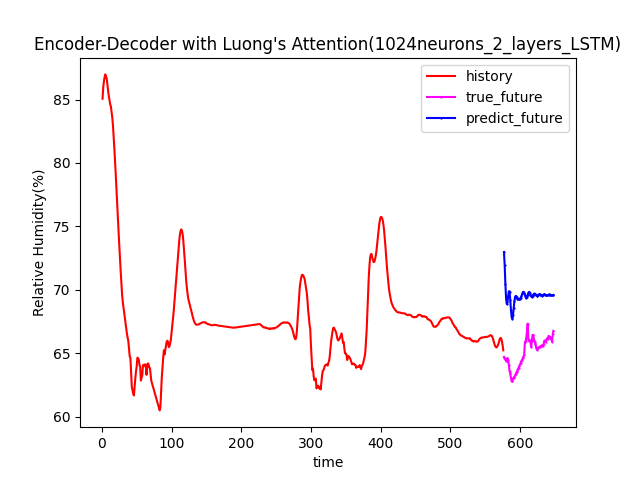 Encoder-Decoder with Luong's Attention(1024neurons_2_layers_LSTM)
history
true_future
predict_future
Relative Humidity(%)
85
80
75
70
65
60
0 100 200 300 400 500 600
time